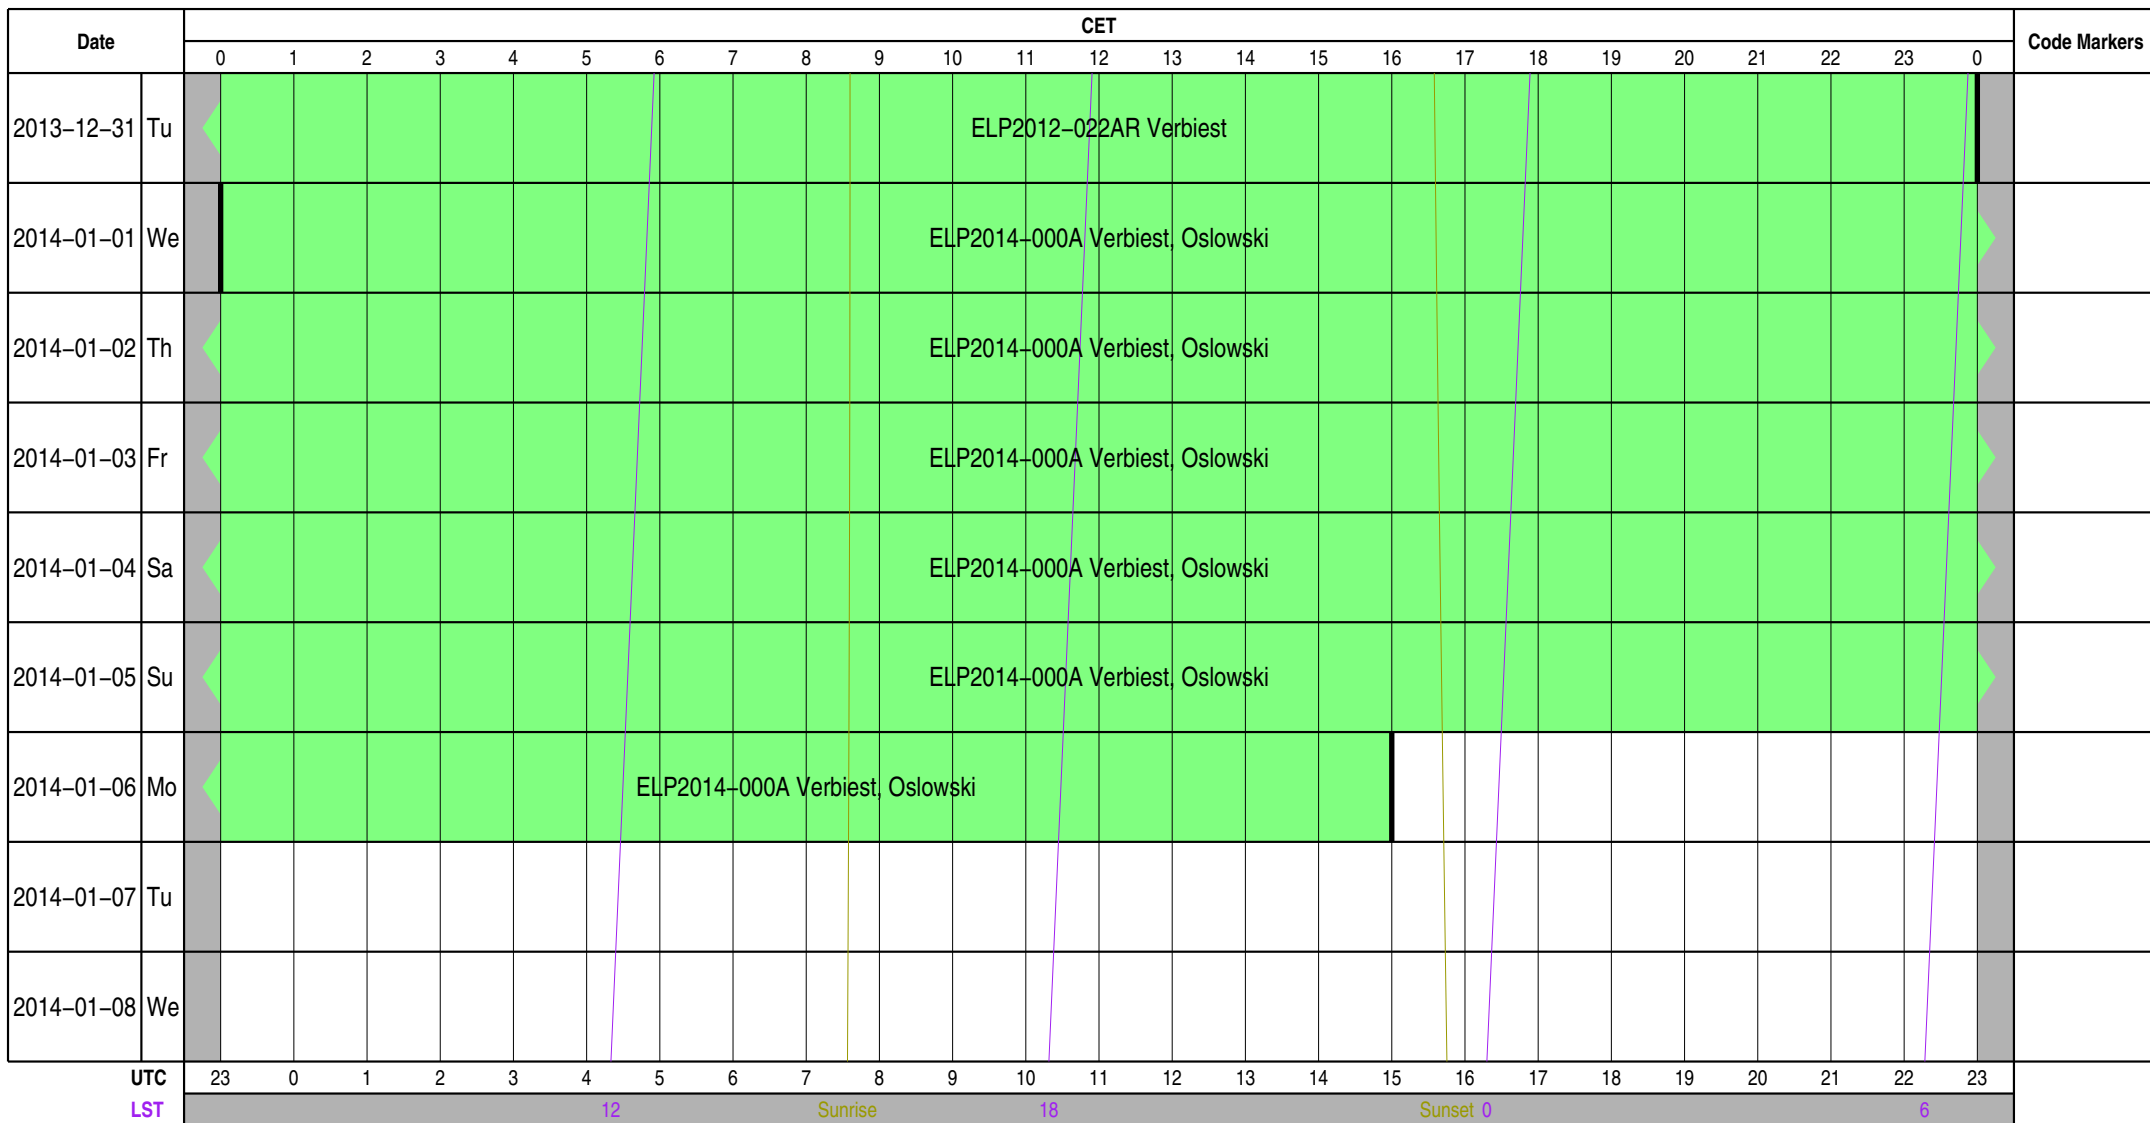 Date CET Code Markers
0 1 2 3 4 5 6 7 8 9 10 11 12 13 14 15 16 17 18 19 20 21 22 23 0
2013−12−31 Tu ELP2012−022AR Verbiest
2014−01−01 We ELP2014−000A Verbiest, Oslowski
2014−01−02 Th ELP2014−000A Verbiest, Oslowski
2014−01−03 Fr ELP2014−000A Verbiest, Oslowski
2014−01−04 Sa ELP2014−000A Verbiest, Oslowski
2014−01−05 Su ELP2014−000A Verbiest, Oslowski
2014−01−06 Mo ELP2014−000A Verbiest, Oslowski
2014−01−07 Tu
2014−01−08 We
UTC 23 0 1 2 3 4 5 6 7 8 9 10 11 12 13 14 15 16 17 18 19 20 21 22 23
LST 12 Sunrise 18 Sunset 0 6